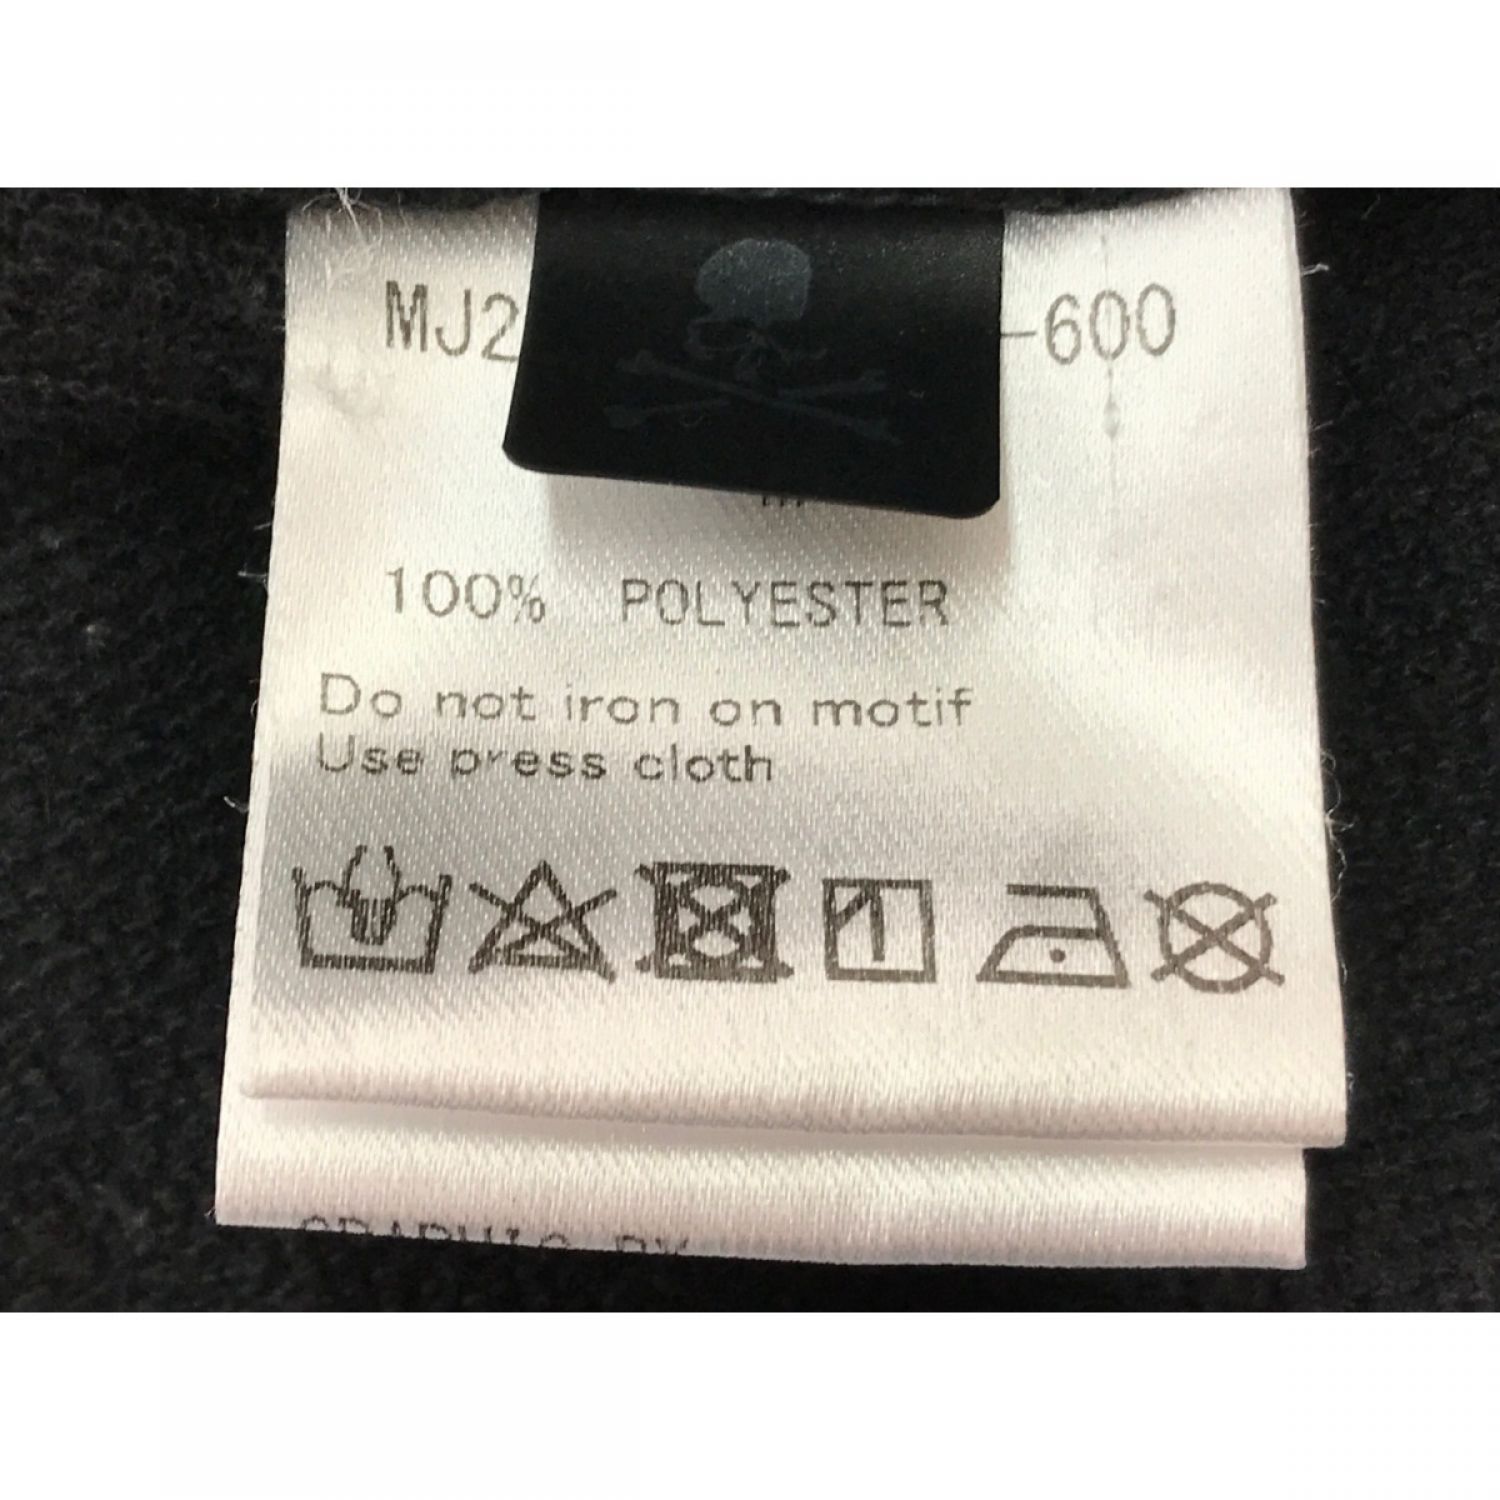 MJ2 -600
100% POLYESTER
Do not iron on motif
Use press cloth